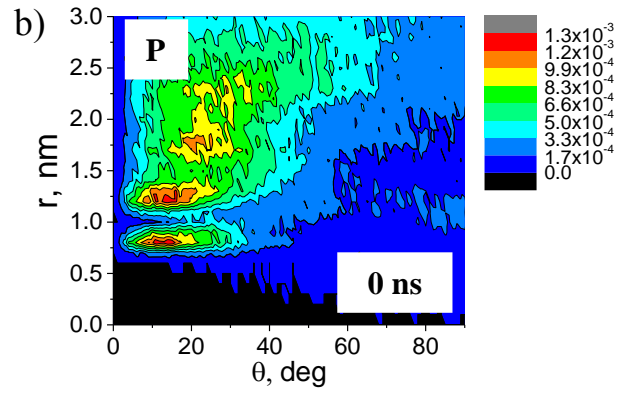 b)
P
3.0
2.5
2.0
1.5
1.0
0.5
0.0
r, nm
0 ns
0 20 40 60 80
θ, deg
1.3x10⁻³
1.2x10⁻³
9.9x10⁻⁴
8.3x10⁻⁴
6.6x10⁻⁴
5.0x10⁻⁴
3.3x10⁻⁴
1.7x10⁻⁴
0.0